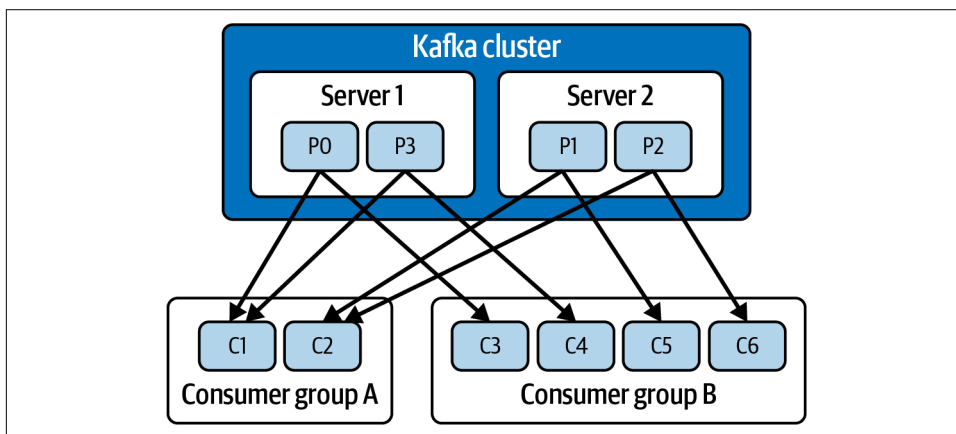 Kafka cluster
Server 1
Server 2
P0
P3
P1
P2
C1
C2
C3
C4
C5
C6
Consumer group A
Consumer group B